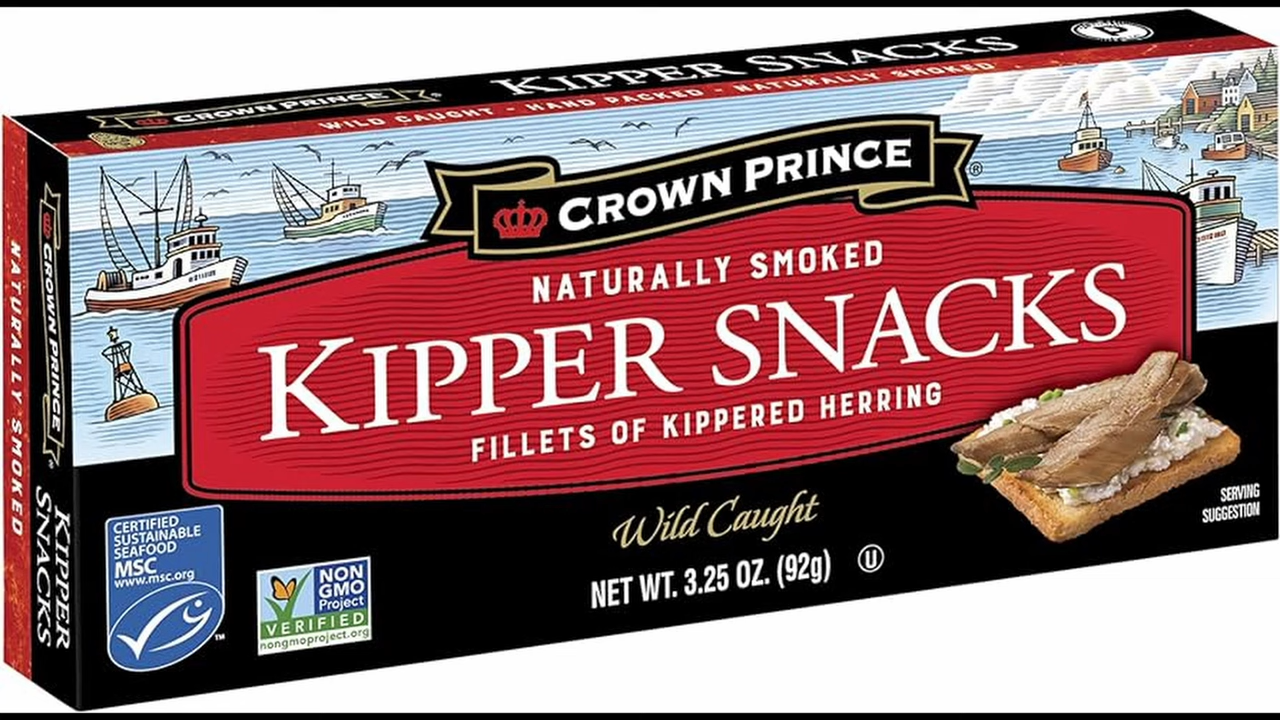 CROWN PRINCE®
KIPPER SNACKS
WILD CAUGHT - HAND PACKED - NATURALLY SMOKED
CROWN PRINCE®
NATURALLY SMOKED
KIPPER SNACKS
FILLETS OF KIPPERED HERRING
Wild Caught
NET WT. 3.25 OZ. (92g) U
SERVING
SUGGESTION
CERTIFIED
SUSTAINABLE
SEAFOOD
MSC
www.msc.org
TM
NON
GMO
Project
VERIFIED
nongmoproject.org
NATURALLY SMOKED
CROWN PRINCE®
KIPPER
SNACKS